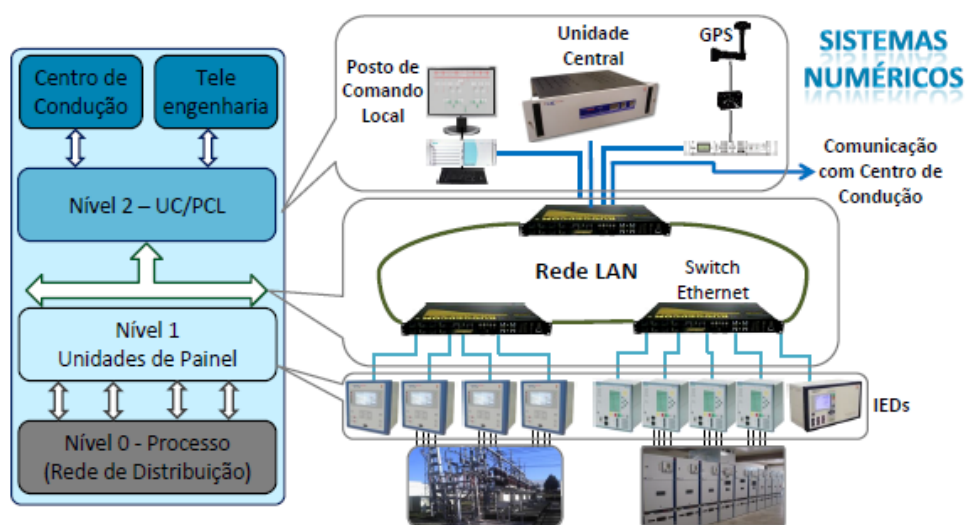 Centro de
Condução
Tele
engenharia
Nível 2 – UC/PCL
Nível 1
Unidades de Painel
Nível 0 - Processo
(Rede de Distribuição)
Posto de
Comando
Local
Unidade
Central
GPS
SISTEMAS
NUMÉRICOS
Comunicação
com Centro de
Condução
Rede LAN
Switch
Ethernet
IEDs